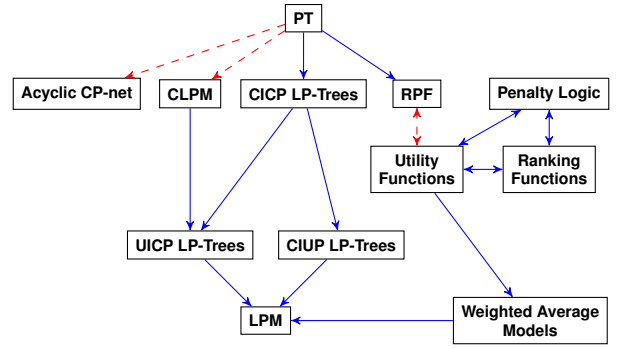 PT
Acyclic CP-net
CLPM
CICP LP-Trees
RPF
Penalty Logic
Utility
Functions
Ranking
Functions
UICP LP-Trees
CIUP LP-Trees
LPM
Weighted Average
Models